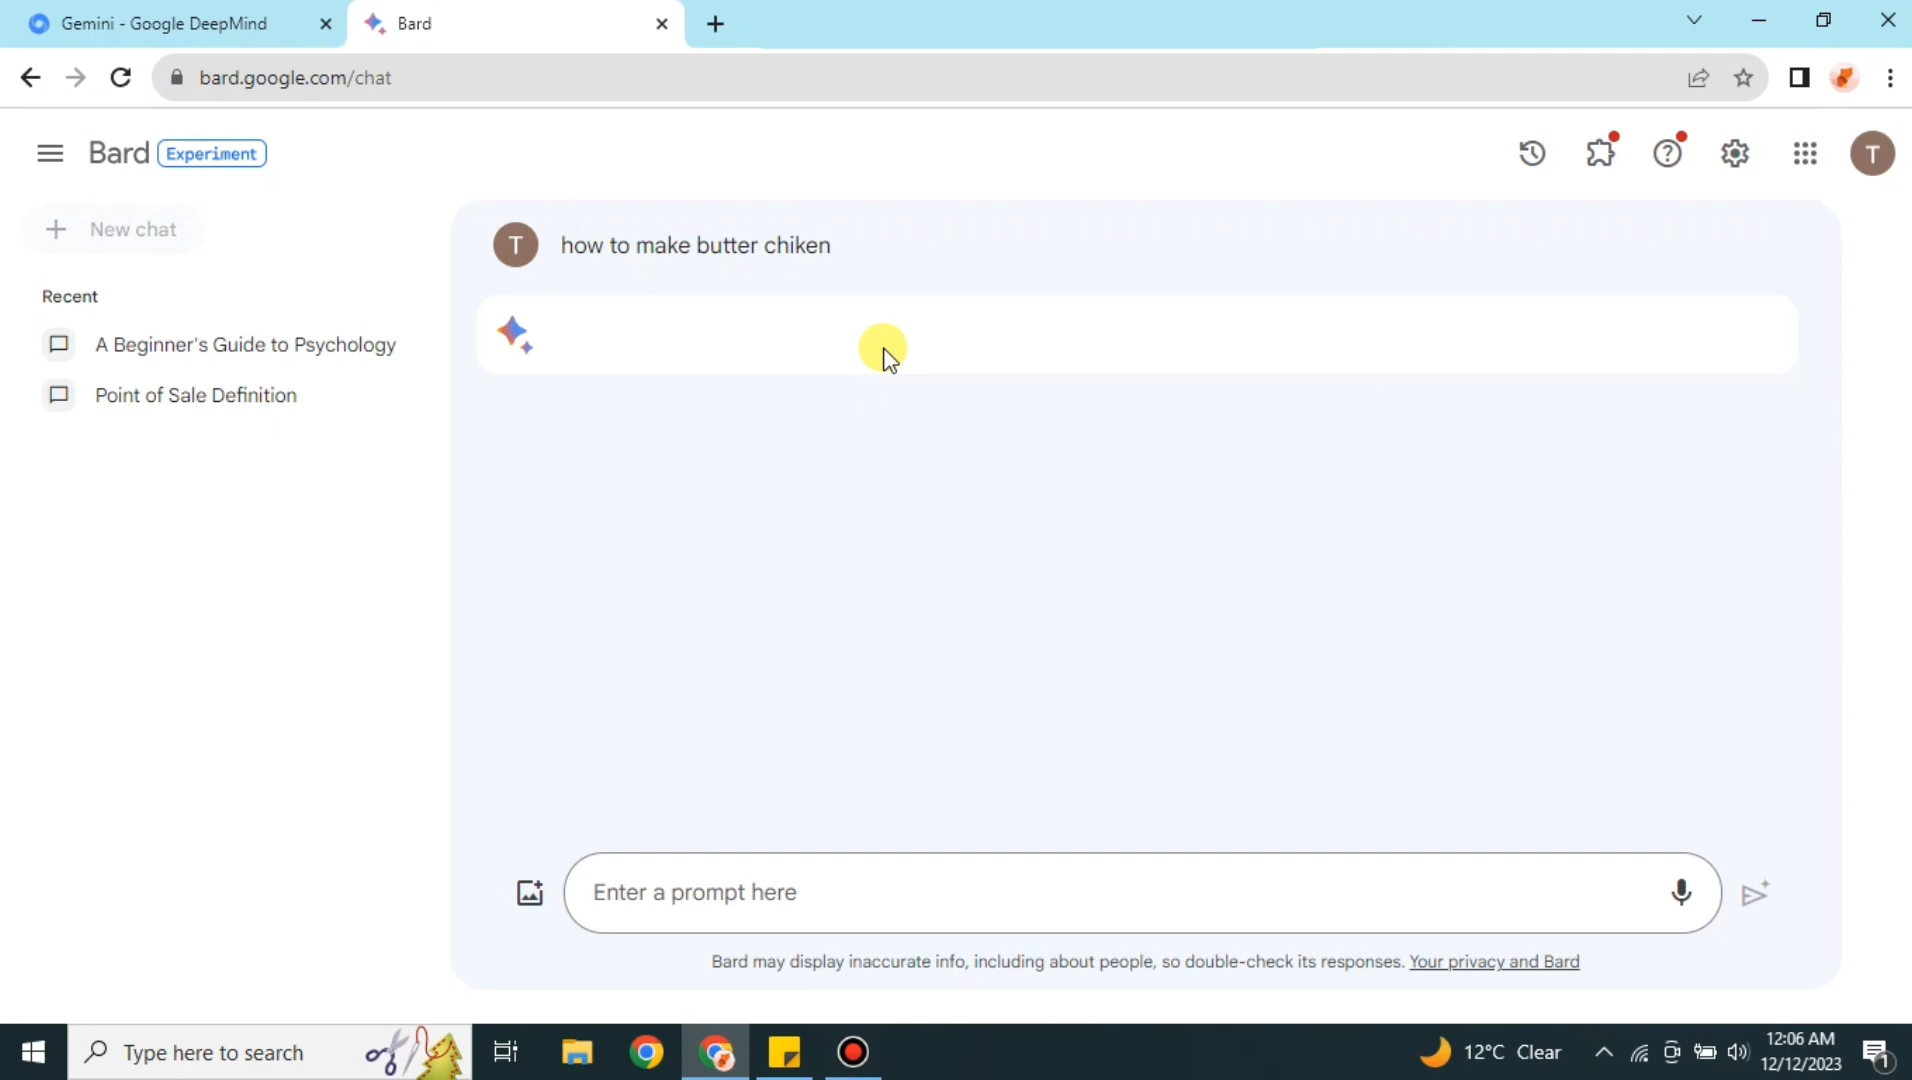 Gemini - Google DeepMind
Bard
bard.google.com/chat
Bard Experiment
T
New chat
T how to make butter chiken
Recent
A Beginner's Guide to Psychology
Point of Sale Definition
Enter a prompt here
Bard may display inaccurate info, including about people, so double-check its responses. Your privacy and Bard
Type here to search
12°C Clear
12:06 AM
12/12/2023
1